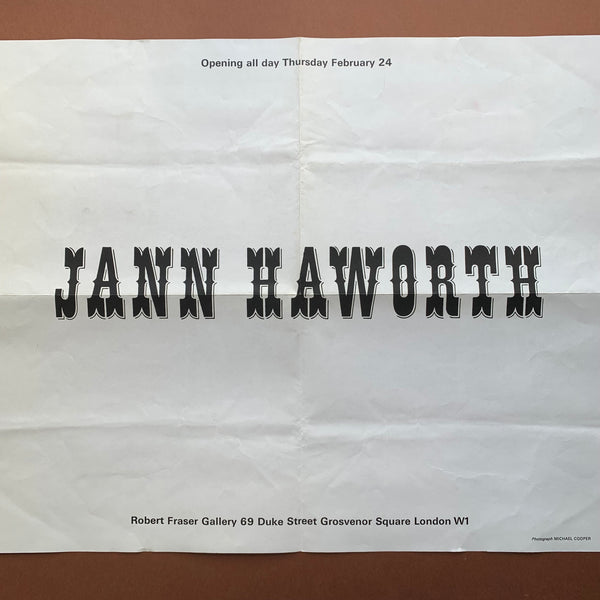 Opening all day Thursday February 24
JANN HAWORTH
Robert Fraser Gallery 69 Duke Street Grosvenor Square London W1
Photograph MICHAEL COOPER